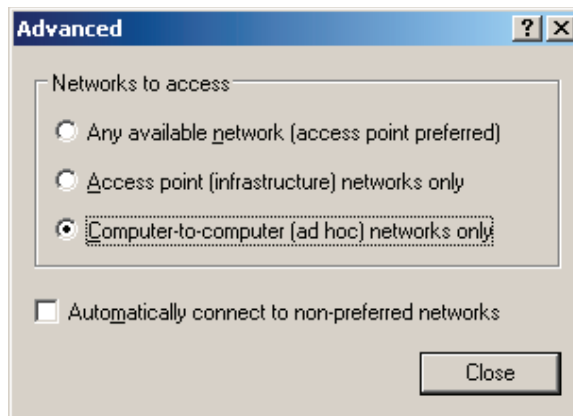 Advanced
Networks to access
Any available network (access point preferred)
Access point (infrastructure) networks only
Computer-to-computer (ad hoc) networks only
Automatically connect to non-preferred networks
Close